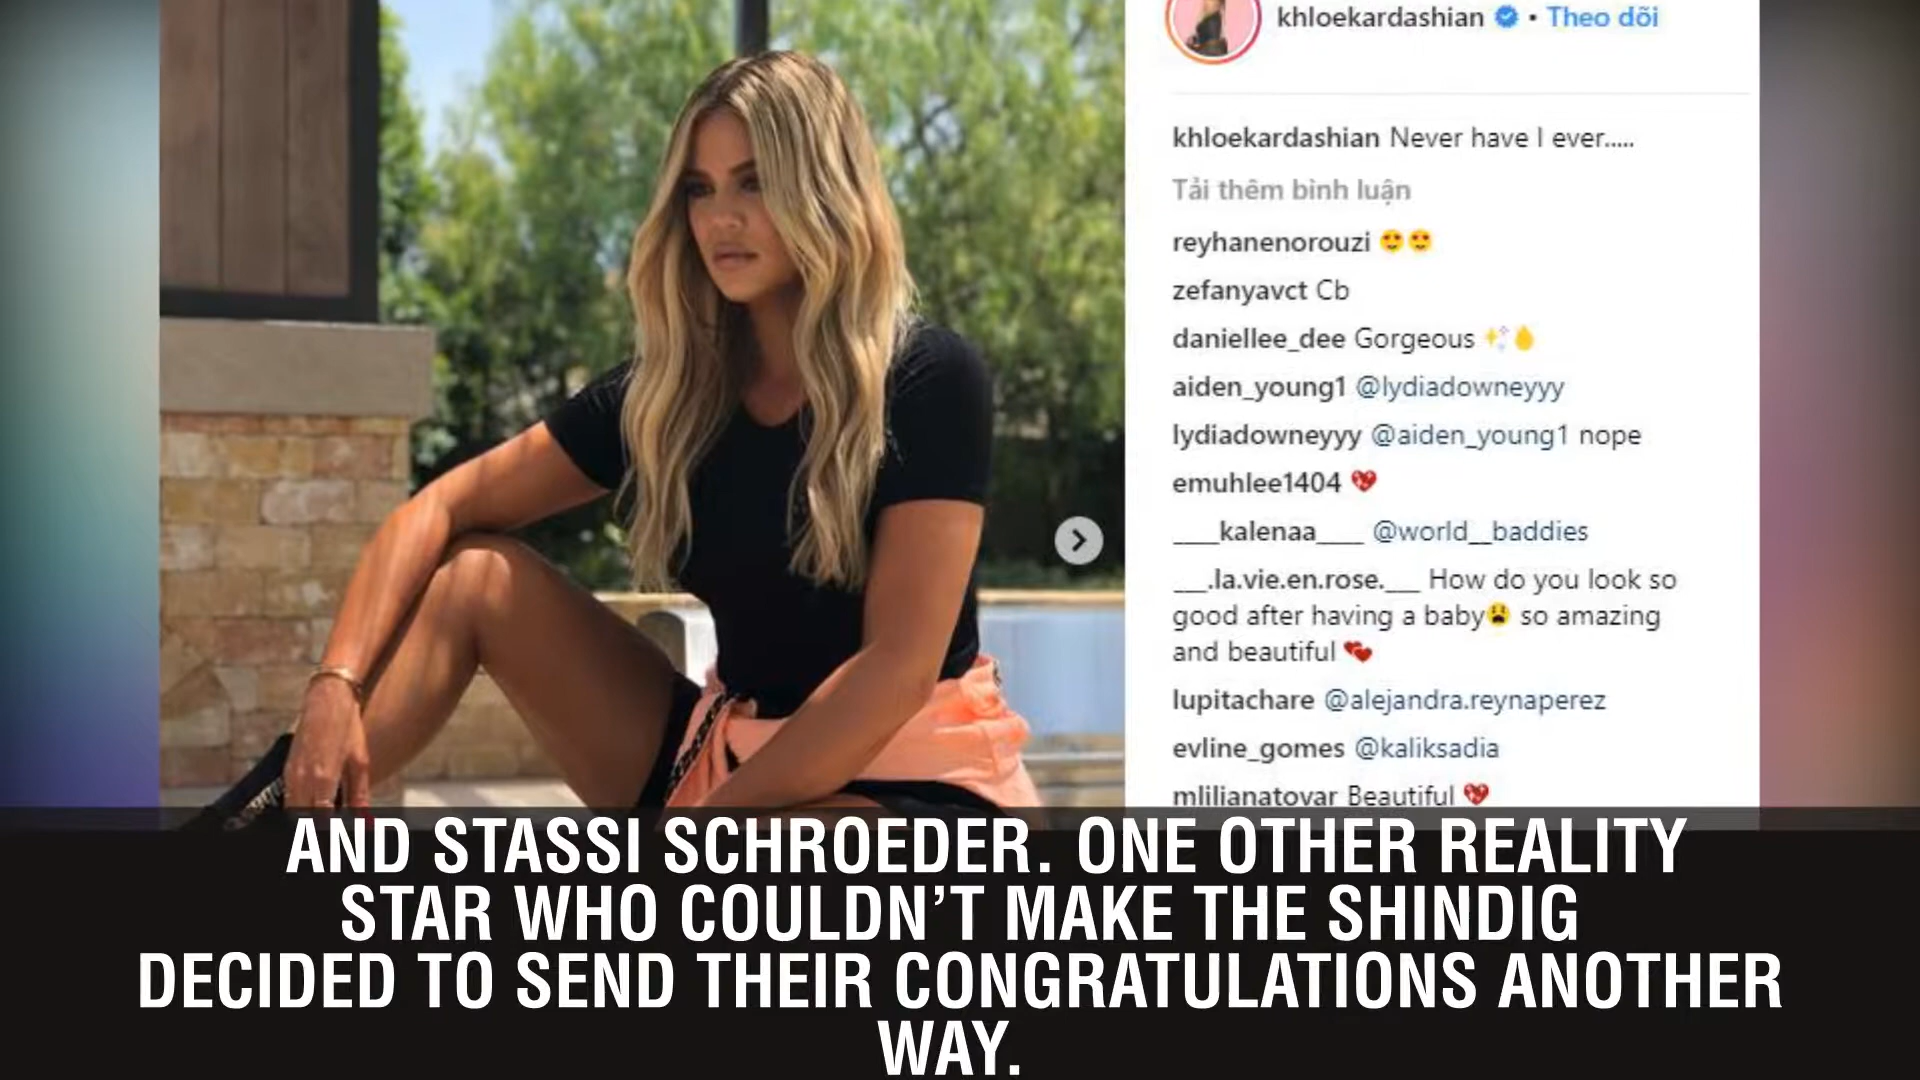 khloekardashian • Theo dõi
khloekardashian Never have I ever.....
Tải thêm bình luận
reyhanenorouzi 😍😍
zefanyavct Cb
daniellee_dee Gorgeous ✨💧
aiden_young1 @lydiadowneyyy
lydiadowneyyy @aiden_young1 nope
emuhlee1404 💖
____kalenaa____ @world__baddies
___.la.vie.en.rose.___ How do you look so
good after having a baby😫 so amazing
and beautiful 💕
lupitachare @alejandra.reynaperez
evline_gomes @kaliksadia
mlilianatovar Beautiful 💖
AND STASSI SCHROEDER. ONE OTHER REALITY
STAR WHO COULDN’T MAKE THE SHINDIG
DECIDED TO SEND THEIR CONGRATULATIONS ANOTHER
WAY.